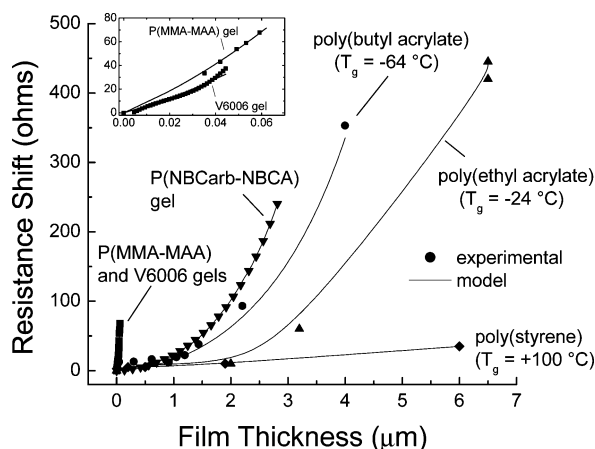 500
400
300
200
100
0
Resistance Shift (ohms)
0
1
2
3
4
5
6
7
Film Thickness (μm)
80
60
40
20
0
0.00
0.02
0.04
0.06
P(MMA-MAA) gel
V6006 gel
poly(butyl acrylate)
(Tg = -64 °C)
P(NBCarb-NBCA)
gel
poly(ethyl acrylate)
(Tg = -24 °C)
P(MMA-MAA)
and V6006 gels
experimental
model
poly(styrene)
(Tg = +100 °C)